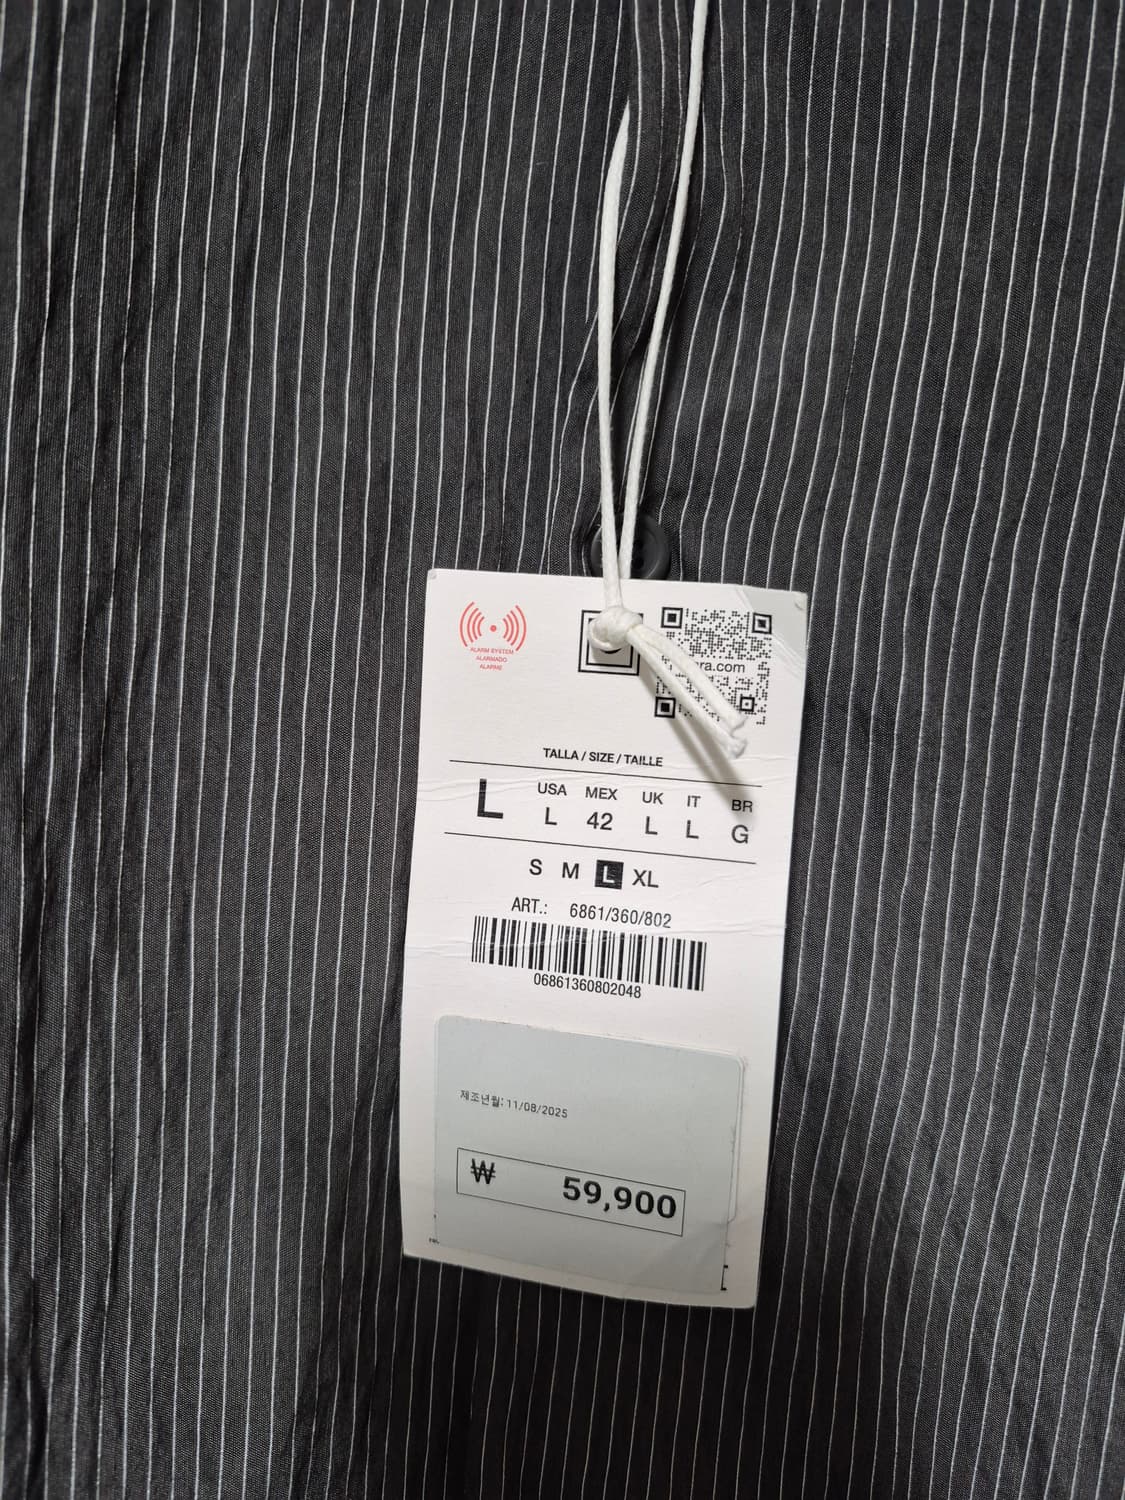 ALARM SYSTEM
ALARMADO
ALARME
TALLA / SIZE / TAILLE
L
USA MEX UK IT BR
L 42 L L G
S M L XL
ART.: 6861/360/802
06861360802048
제조년월: 11/08/2025
₩ 59,900